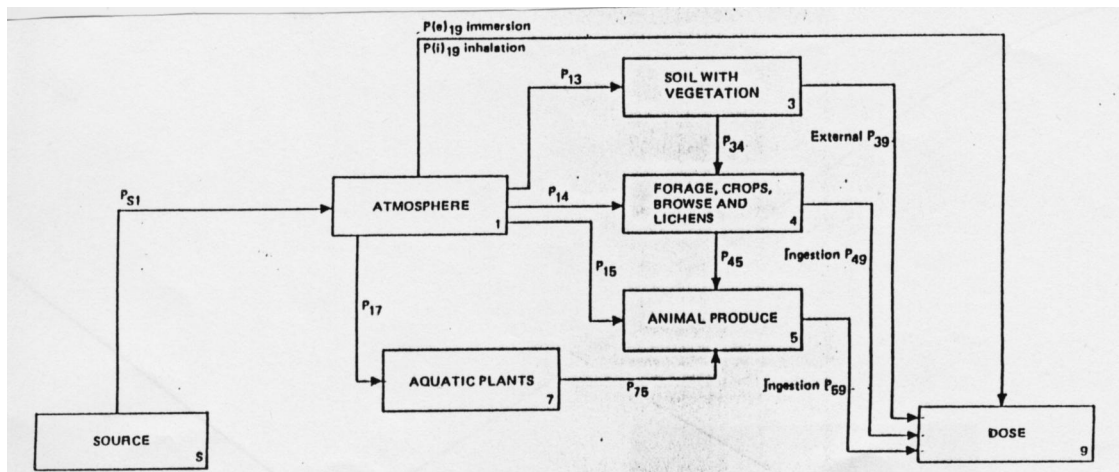 P(e)19 immersion
P(i)19 inhalation
P13
SOIL WITH
VEGETATION
3
External P39
P34
PS1
ATMOSPHERE
1
P14
FORAGE, CROPS,
BROWSE AND
LICHENS
4
P15
P45
Ingestion P49
P17
ANIMAL PRODUCE
5
AQUATIC PLANTS
7
P75
Ingestion P59
SOURCE
S
DOSE
9